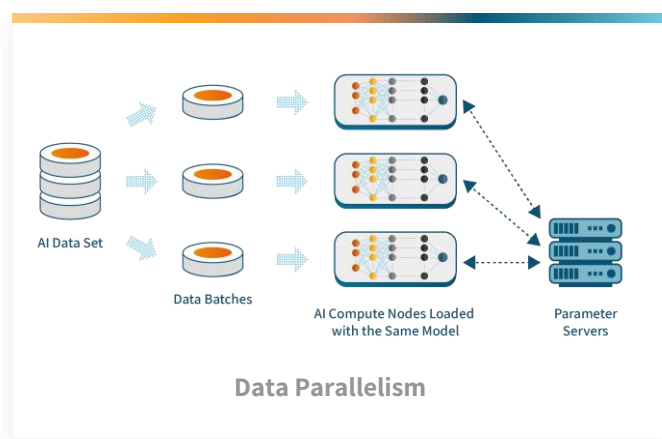 AI Data Set
Data Batches
AI Compute Nodes Loaded
with the Same Model
Parameter
Servers
Data Parallelism